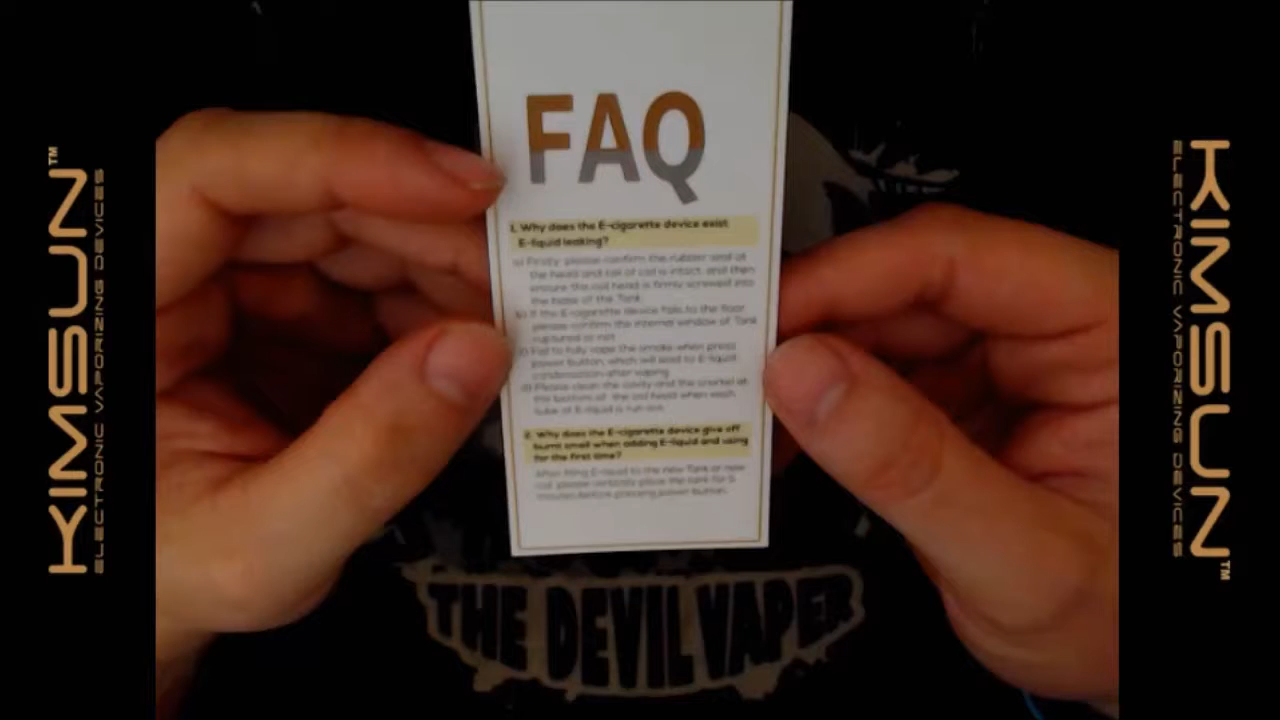 KIMSUN™
ELECTRONIC VAPORIZING DEVICES
FAQ
1. Why does the E-cigarette device exist
E-liquid leaking?
a) Firstly please confirm the rubber seal at
the head and tail of coil is intact, and then
ensure the coil head is firmly screwed into
the base of the Tank.
b) If the E-cigarette device falls to the floor,
please confirm the internal window of Tank
ruptured or not.
c) Fail to fully vape the smoke when press
power button, which will lead to E-liquid
condensation after vaping.
d) Please clean the cavity and the snorkel at
the bottom of the coil head when each
tube of E-liquid is run out.
2. Why does the E-cigarette device give off
burnt smell when adding E-liquid and using
for the first time?
After filling E-liquid to the new Tank or new
coil, please vertically place the tank for 5
minutes before pressing power button.
THE DEVIL VAPER
KIMSUN™
ELECTRONIC VAPORIZING DEVICES